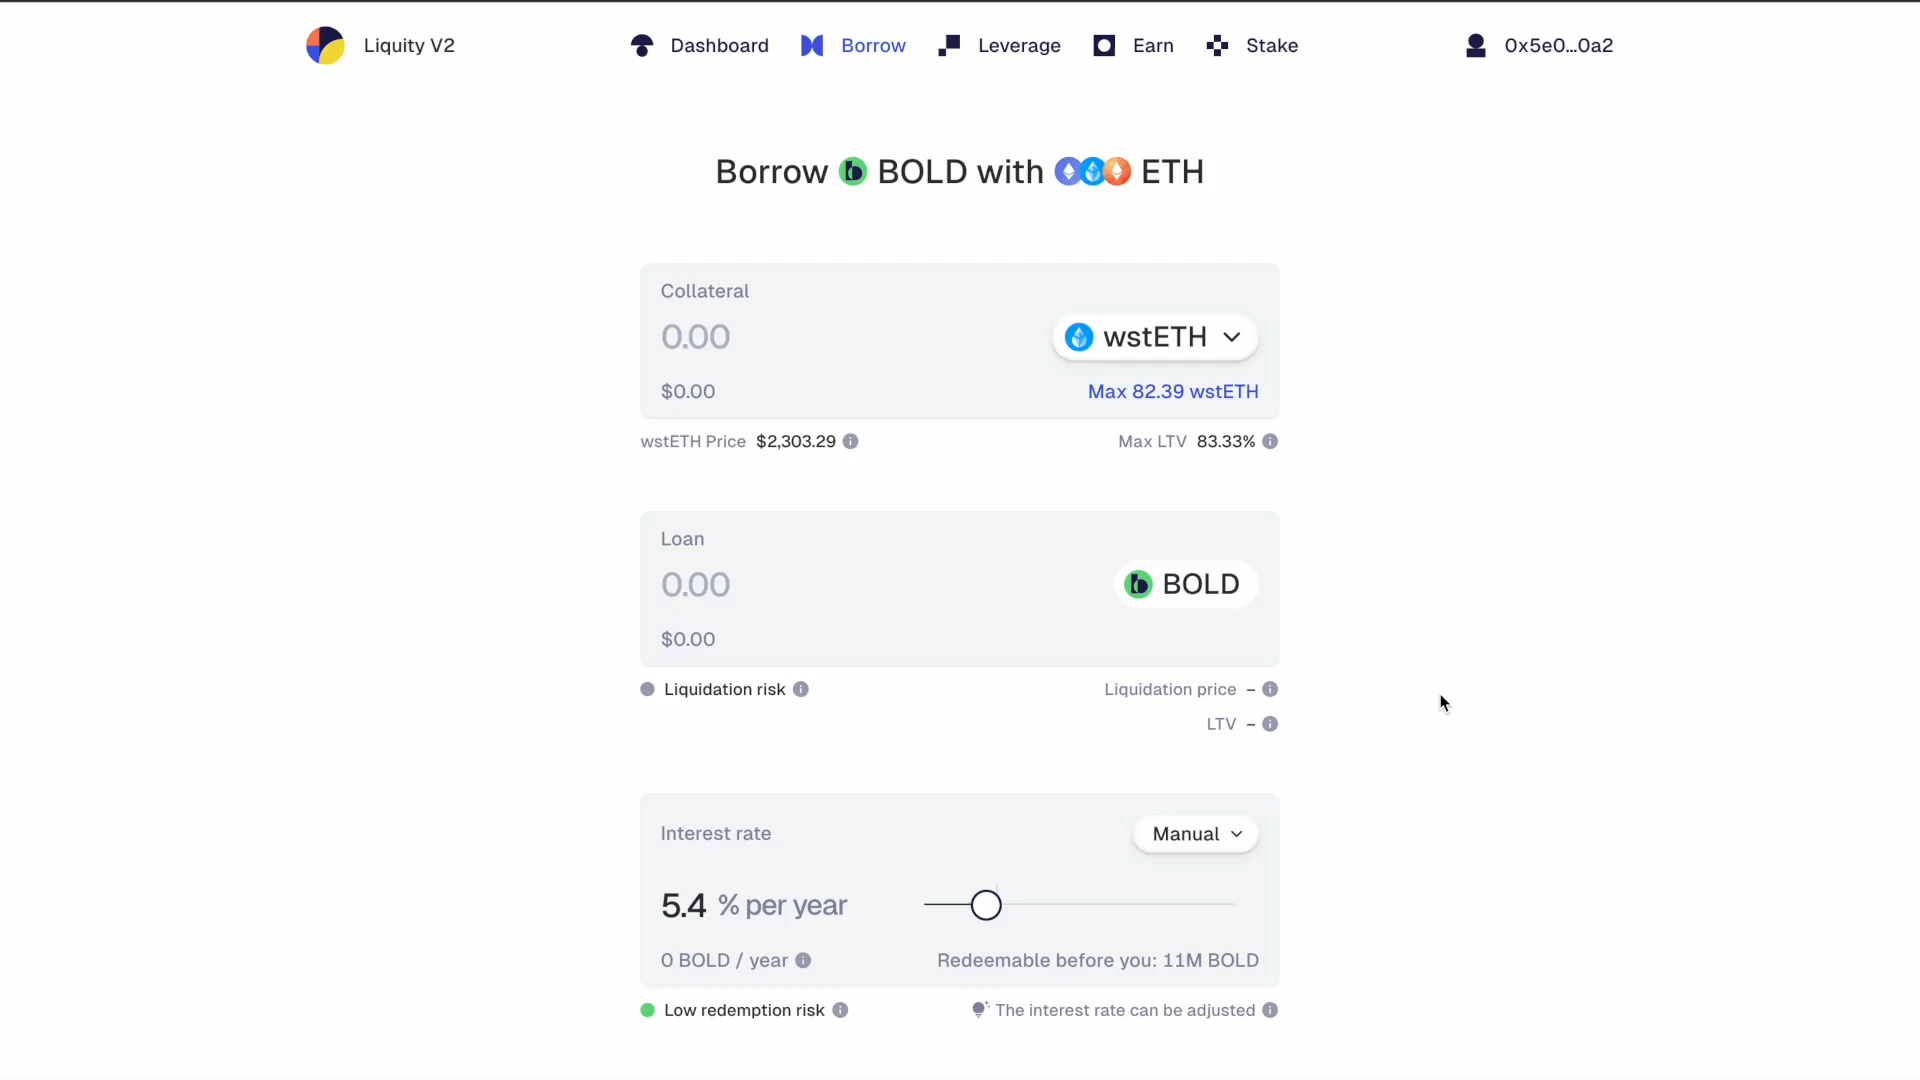 Liquity V2
Dashboard
Borrow
Leverage
Earn
Stake
0x5e0...0a2
Borrow BOLD with ETH
Collateral
0.00
wstETH
$0.00
Max 82.39 wstETH
wstETH Price $2,303.29
Max LTV 83.33%
Loan
0.00
BOLD
$0.00
Liquidation risk
Liquidation price –
LTV –
Interest rate
Manual
5.4 % per year
0 BOLD / year
Redeemable before you: 11M BOLD
Low redemption risk
The interest rate can be adjusted